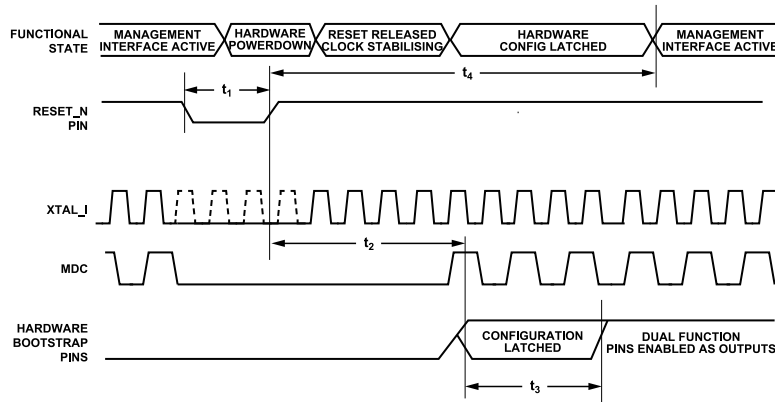 FUNCTIONAL
STATE
MANAGEMENT
INTERFACE ACTIVE
HARDWARE
POWERDOWN
RESET RELEASED
CLOCK STABILISING
HARDWARE
CONFIG LATCHED
MANAGEMENT
INTERFACE ACTIVE
t4
t1
RESET_N
PIN
XTAL_I
t2
MDC
HARDWARE
BOOTSTRAP
PINS
CONFIGURATION
LATCHED
DUAL FUNCTION
PINS ENABLED AS OUTPUTS
t3